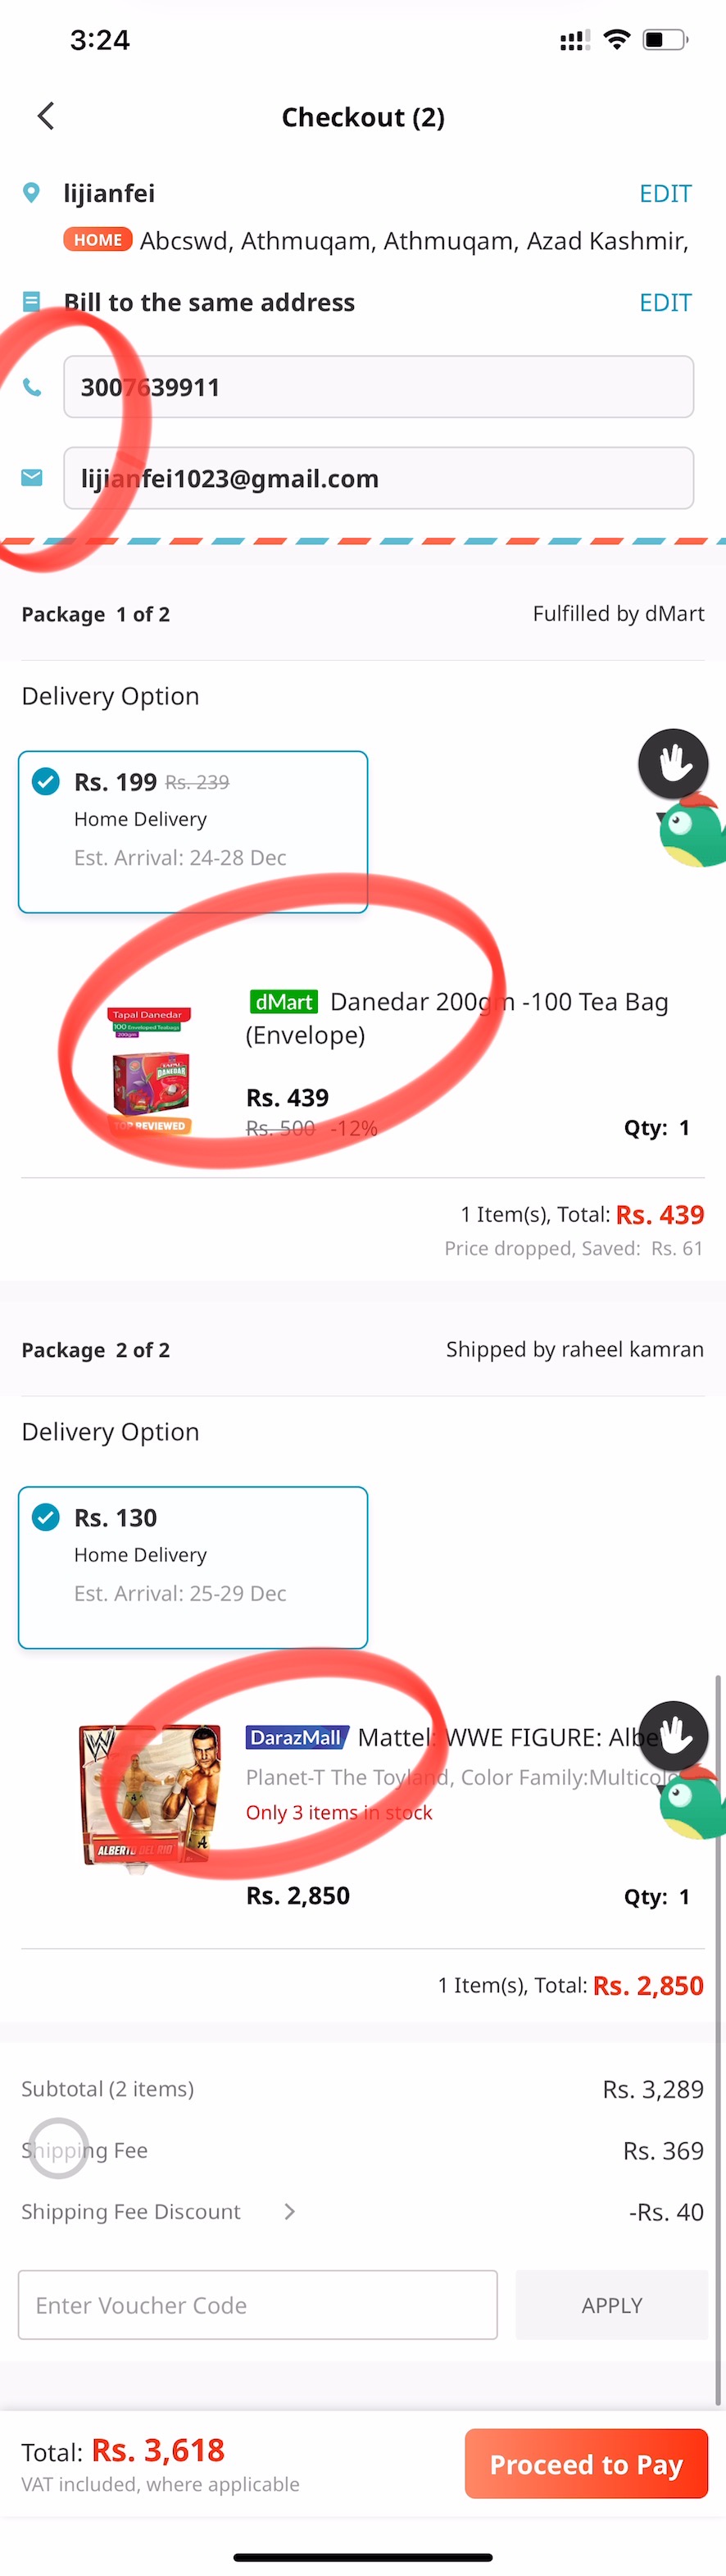 3:24
Checkout (2)
lijianfei
EDIT
HOME Abcswd, Athmuqam, Athmuqam, Azad Kashmir,
Bill to the same address
EDIT
3007639911
lijianfei1023@gmail.com
Package 1 of 2
Fulfilled by dMart
Delivery Option
Rs. 199 Rs. 239
Home Delivery
Est. Arrival: 24-28 Dec
Tapal Danedar
100 Enveloped Teabags
200gm
TAPAL
DANEDAR
TOP REVIEWED
dMart Danedar 200gm -100 Tea Bag
(Envelope)
Rs. 439
Rs. 500 -12%
Qty: 1
1 Item(s), Total: Rs. 439
Price dropped, Saved: Rs. 61
Package 2 of 2
Shipped by raheel kamran
Delivery Option
Rs. 130
Home Delivery
Est. Arrival: 25-29 Dec
W
ALBERTO DEL RIO
A
DarazMall Mattel: WWE FIGURE: Albe
Planet-T The Toyland, Color Family:Multicolo
Only 3 items in stock
Rs. 2,850
Qty: 1
1 Item(s), Total: Rs. 2,850
Subtotal (2 items)
Rs. 3,289
Shipping Fee
Rs. 369
Shipping Fee Discount
-Rs. 40
Enter Voucher Code
APPLY
Total: Rs. 3,618
VAT included, where applicable
Proceed to Pay